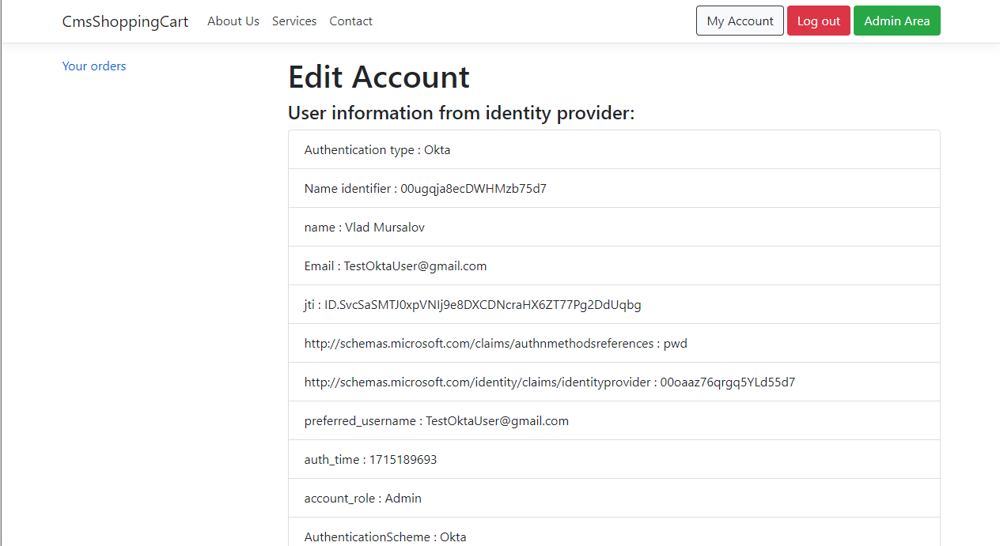 CmsShoppingCart About Us Services Contact My Account Log out Admin Area
Your orders
Edit Account
User information from identity provider:
Authentication type : Okta
Name identifier : 00ugqja8ecDWHMzb75d7
name : Vlad Mursalov
Email : TestOktaUser@gmail.com
jti : ID.SvcSaSMTJ0xpVNIj9e8DXCDNcraHX6ZT77Pg2DdUqbg
http://schemas.microsoft.com/claims/authnmethodsreferences : pwd
http://schemas.microsoft.com/identity/claims/identityprovider : 00oaaz76qrgq5YLd55d7
preferred_username : TestOktaUser@gmail.com
auth_time : 1715189693
account_role : Admin
AuthenticationScheme : Okta